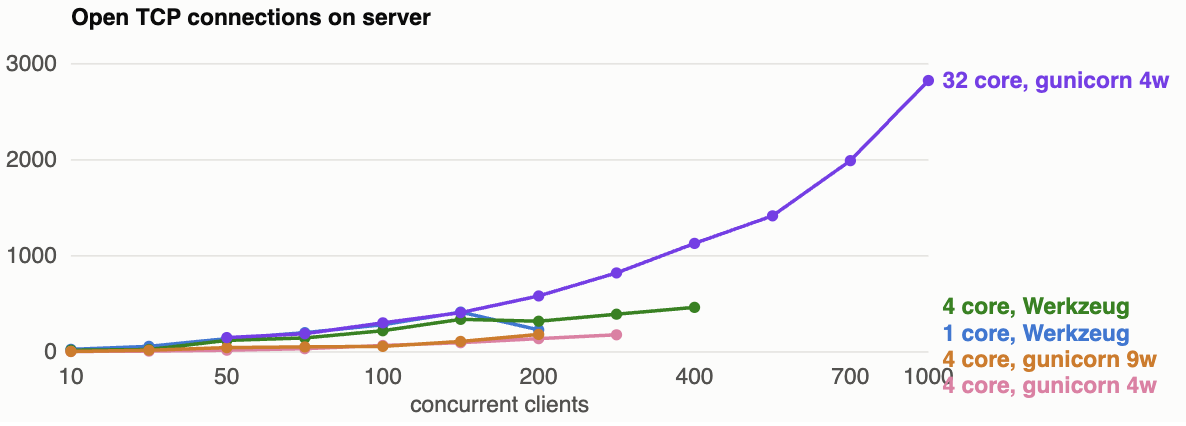 Open TCP connections on server
3000
32 core, gunicorn 4w
2000
1000
4 core, Werkzeug
1 core, Werkzeug
0
4 core, gunicorn 9w
10 50 100 200 400 700 1000
4 core, gunicorn 4w
concurrent clients